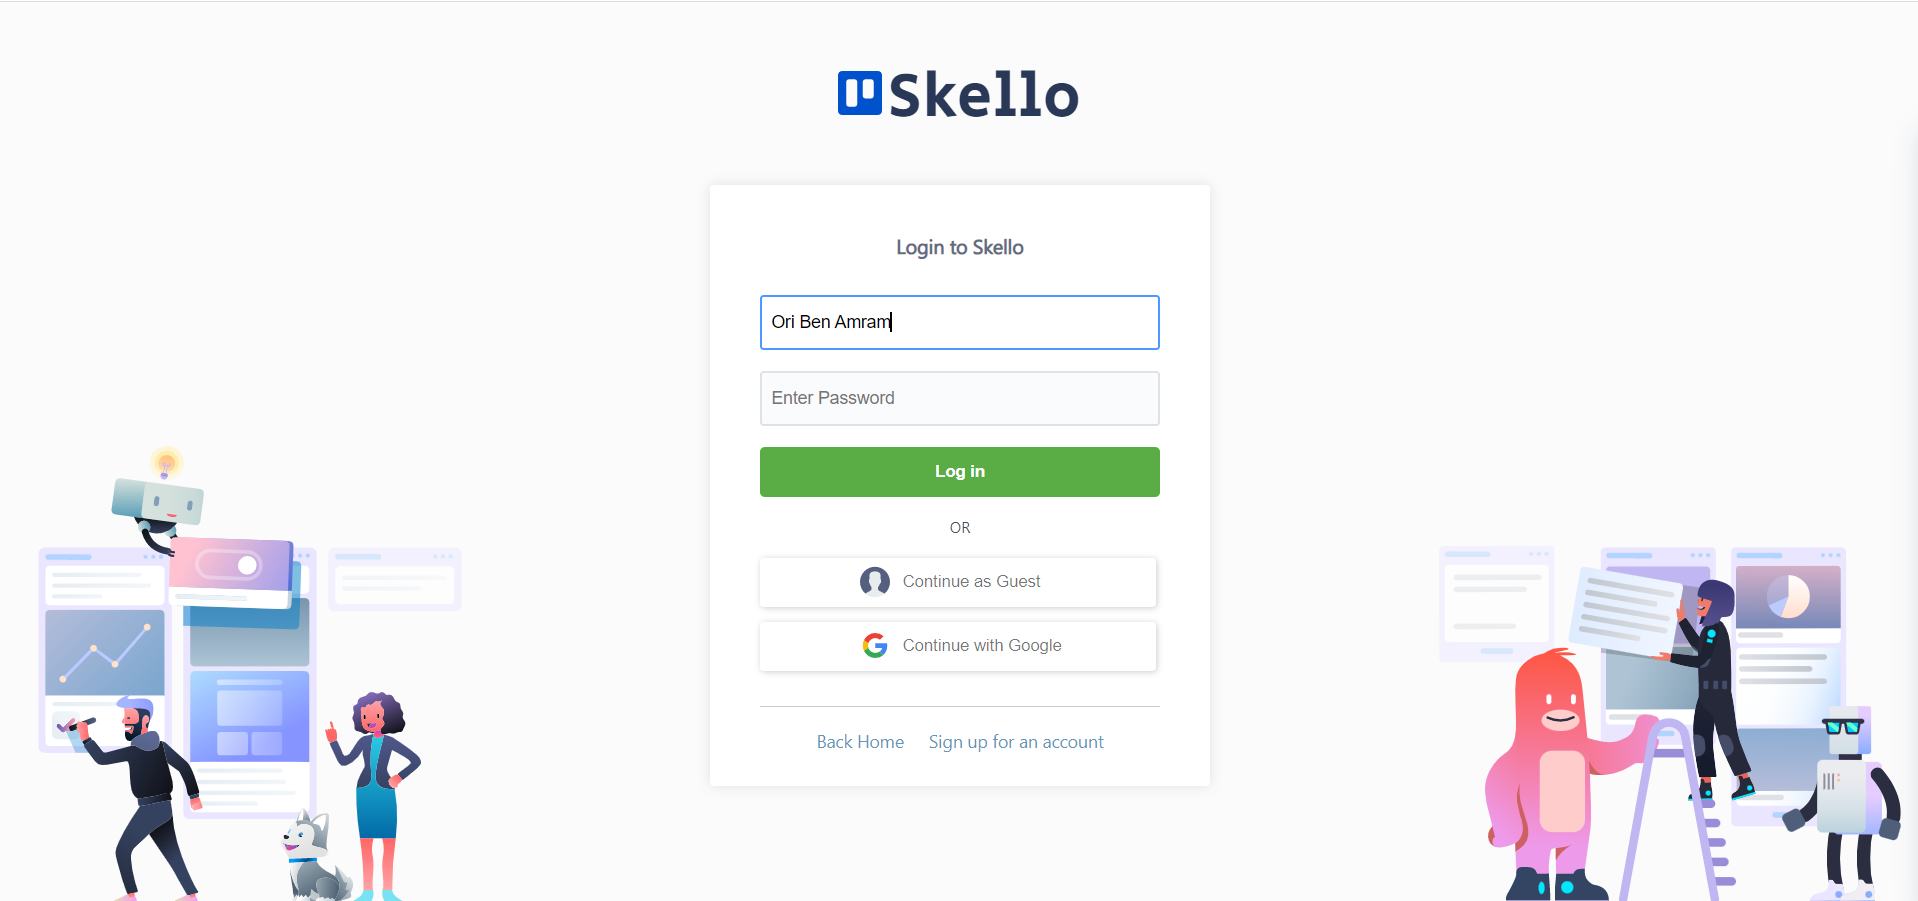 Skello
Login to Skello
Ori Ben Amram
Enter Password
Log in
OR
Continue as Guest
Continue with Google
Back Home Sign up for an account